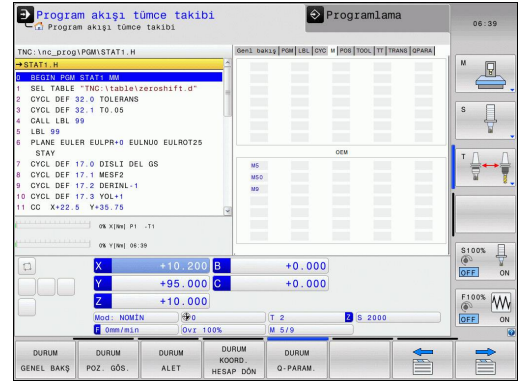 Program akışı tümce takibi
Program akışı tümce takibi
Programlama
06:39
TNC:\nc_prog\PGM\STAT1.H
→STAT1.H
0 BEGIN PGM STAT1 MM
1 SEL TABLE "TNC:\table\zeroshift.d"
2 CYCL DEF 32.0 TOLERANS
3 CYCL DEF 32.1 T0.05
4 CALL LBL 99
5 LBL 99
6 PLANE EULER EULPR+0 EULNU0 EULROT25
STAY
7 CYCL DEF 17.0 DISLI DEL GS
8 CYCL DEF 17.1 MESF2
9 CYCL DEF 17.2 DERINL-1
10 CYCL DEF 17.3 YOL+1
11 CC X+22.5 Y+35.75
Genl bakış PGM LBL CYC M POS TOOL TT TRANS QPARA
OEM
M5
M50
M9
0% X[Nm] P1 -T1
0% Y[Nm] 06:39
X +10.200 B +0.000
Y +95.000 C +0.000
Z +10.000
Mod: NOMİN 0 T 2 Z S 2000
F 0mm/min Ovr 100% M 5/9
M
S
T
S100%
OFF ON
F100%
OFF ON
DURUM GENEL BAKŞ
DURUM POZ. GÖS.
DURUM ALET
DURUM KOORD. HESAP DÖN
DURUM Q-PARAM.